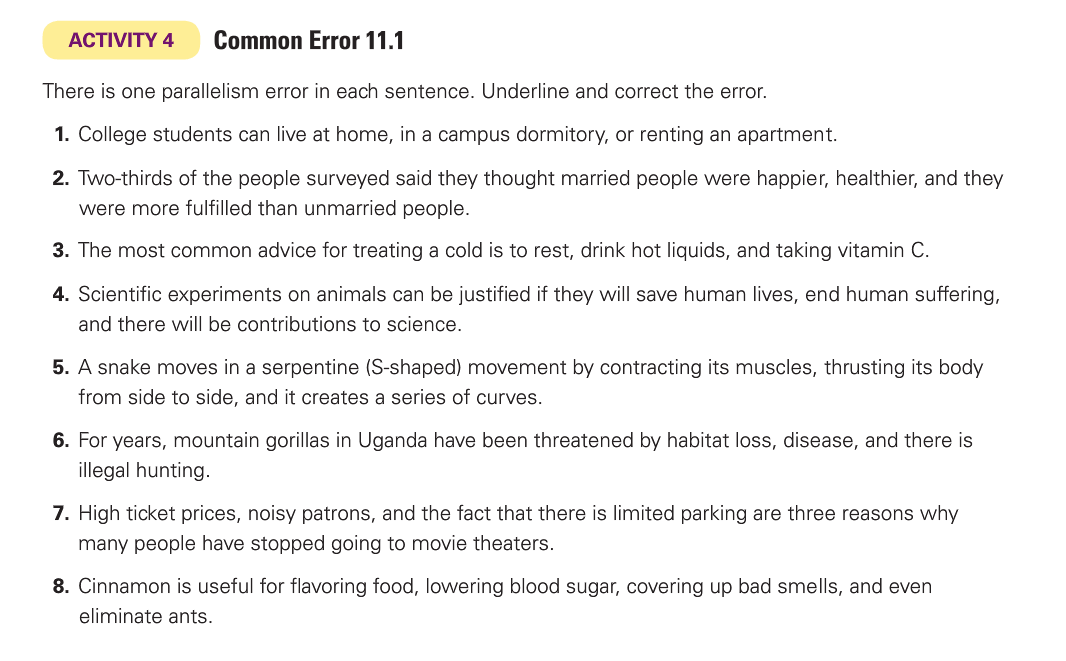 ACTIVITY 4 Common Error 11.1
There is one parallelism error in each sentence. Underline and correct the error.
1. College students can live at home, in a campus dormitory, or renting an apartment.
2. Two-thirds of the people surveyed said they thought married people were happier, healthier, and they
were more fulfilled than unmarried people.
3. The most common advice for treating a cold is to rest, drink hot liquids, and taking vitamin C.
4. Scientific experiments on animals can be justified if they will save human lives, end human suffering,
and there will be contributions to science.
5. A snake moves in a serpentine (S-shaped) movement by contracting its muscles, thrusting its body
from side to side, and it creates a series of curves.
6. For years, mountain gorillas in Uganda have been threatened by habitat loss, disease, and there is
illegal hunting.
7. High ticket prices, noisy patrons, and the fact that there is limited parking are three reasons why
many people have stopped going to movie theaters.
8. Cinnamon is useful for flavoring food, lowering blood sugar, covering up bad smells, and even
eliminate ants.